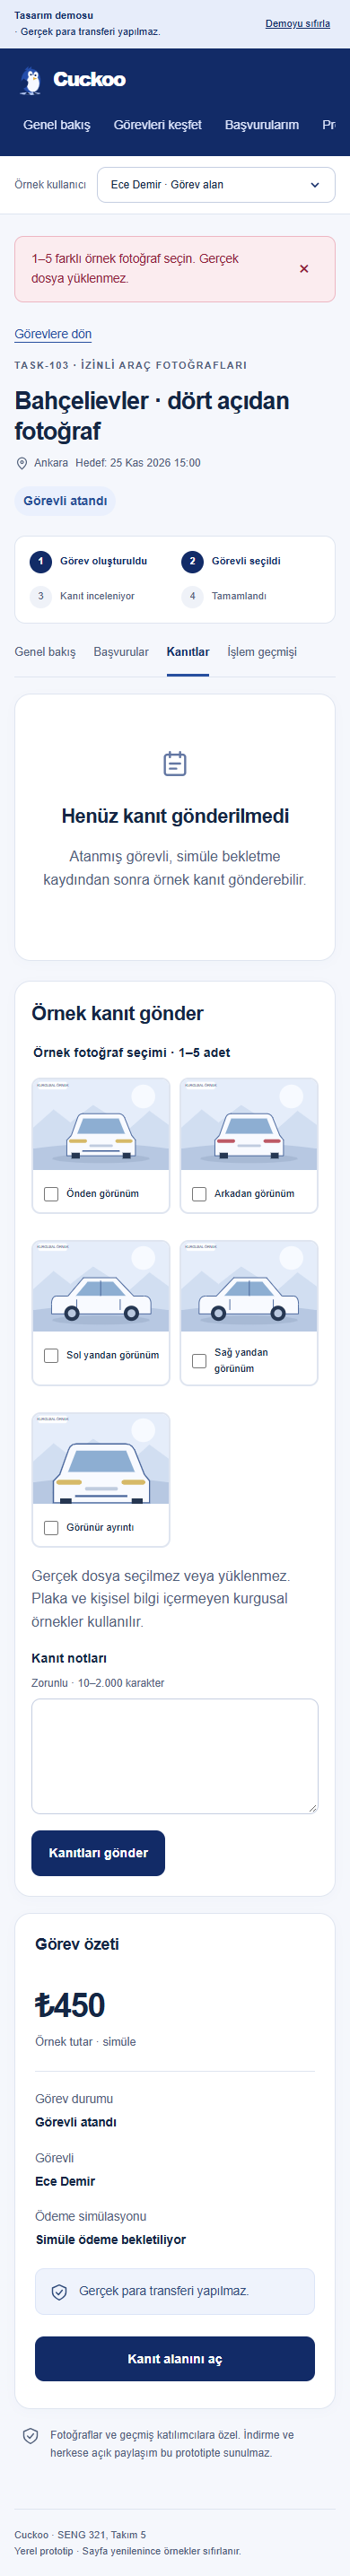 Tasarım demosu
· Gerçek para transferi yapılmaz.
Demoyu sıfırla
Cuckoo
Genel bakış Görevleri keşfet Başvurularım Pr
Örnek kullanıcı
Ece Demir · Görev alan
1–5 farklı örnek fotoğraf seçin. Gerçek
dosya yüklenmez.
Görevlere dön
TASK-103 · İZİNLİ ARAÇ FOTOĞRAFLARI
Bahçelievler · dört açıdan
fotoğraf
Ankara Hedef: 25 Kas 2026 15:00
Görevli atandı
1 Görev oluşturuldu
2 Görevli seçildi
3 Kanıt inceleniyor
4 Tamamlandı
Genel bakış Başvurular Kanıtlar İşlem geçmişi
Henüz kanıt gönderilmedi
Atanmış görevli, simüle bekletme
kaydından sonra örnek kanıt gönderebilir.
Örnek kanıt gönder
Örnek fotoğraf seçimi · 1–5 adet
Önden görünüm
Arkadan görünüm
Sol yandan görünüm
Sağ yandan
görünüm
Görünür ayrıntı
Gerçek dosya seçilmez veya yüklenmez.
Plaka ve kişisel bilgi içermeyen kurgusal
örnekler kullanılır.
Kanıt notları
Zorunlu · 10–2.000 karakter
Kanıtları gönder
Görev özeti
₺450
Örnek tutar · simüle
Görev durumu
Görevli atandı
Görevli
Ece Demir
Ödeme simülasyonu
Simüle ödeme bekletiliyor
Gerçek para transferi yapılmaz.
Kanıt alanını aç
Fotoğraflar ve geçmiş katılımcılara özel. İndirme ve
herkese açık paylaşım bu prototipte sunulmaz.
Cuckoo · SENG 321, Takım 5
Yerel prototip · Sayfa yenilenince örnekler sıfırlanır.